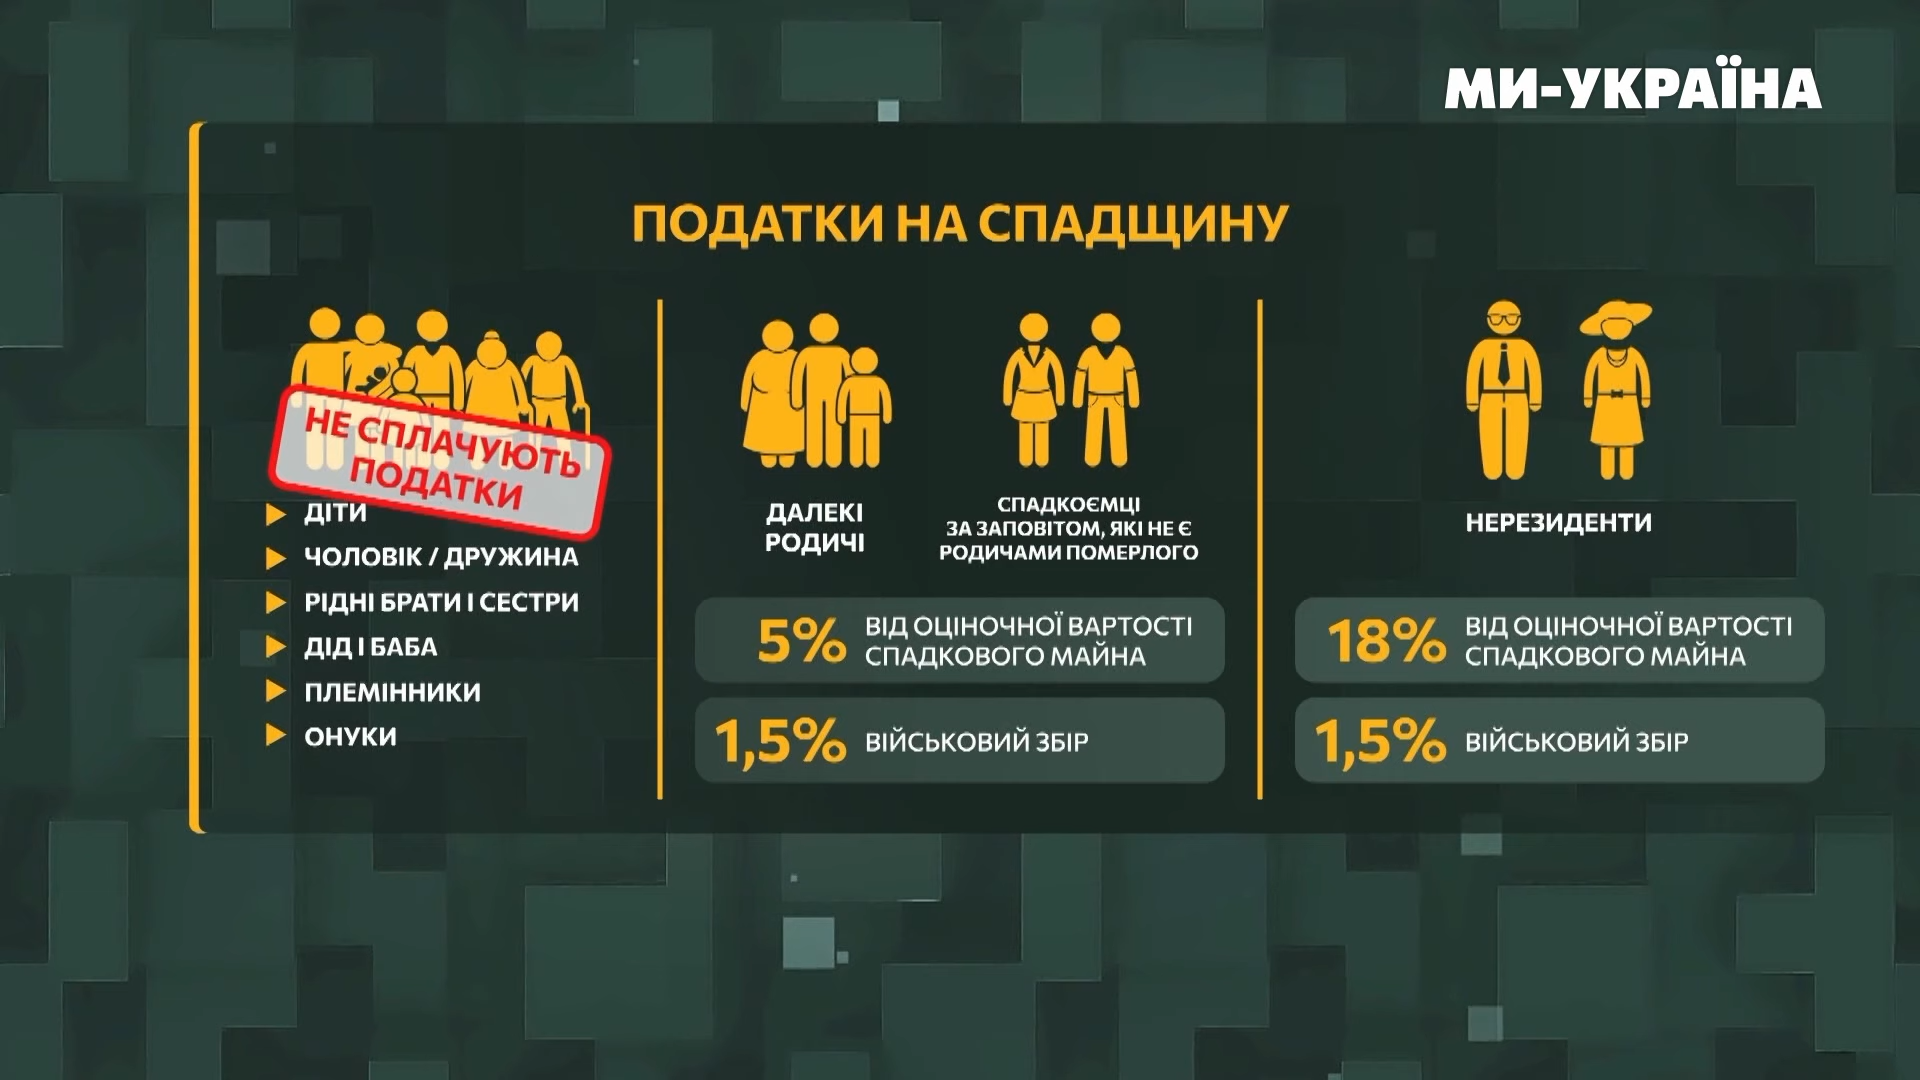 МИ-УКРАЇНА
ПОДАТКИ НА СПАДЩИНУ
НЕ СПЛАЧУЮТЬ
ПОДАТКИ
ДІТИ
ЧОЛОВІК / ДРУЖИНА
РІДНІ БРАТИ І СЕСТРИ
ДІД І БАБА
ПЛЕМІННИКИ
ОНУКИ
ДАЛЕКІ
РОДИЧІ
СПАДКОЄМЦІ
ЗА ЗАПОВІТОМ, ЯКІ НЕ Є
РОДИЧАМИ ПОМЕРЛОГО
5% ВІД ОЦІНОЧНОЇ ВАРТОСТІ
СПАДКОВОГО МАЙНА
1,5% ВІЙСЬКОВИЙ ЗБІР
НЕРЕЗИДЕНТИ
18% ВІД ОЦІНОЧНОЇ ВАРТОСТІ
СПАДКОВОГО МАЙНА
1,5% ВІЙСЬКОВИЙ ЗБІР